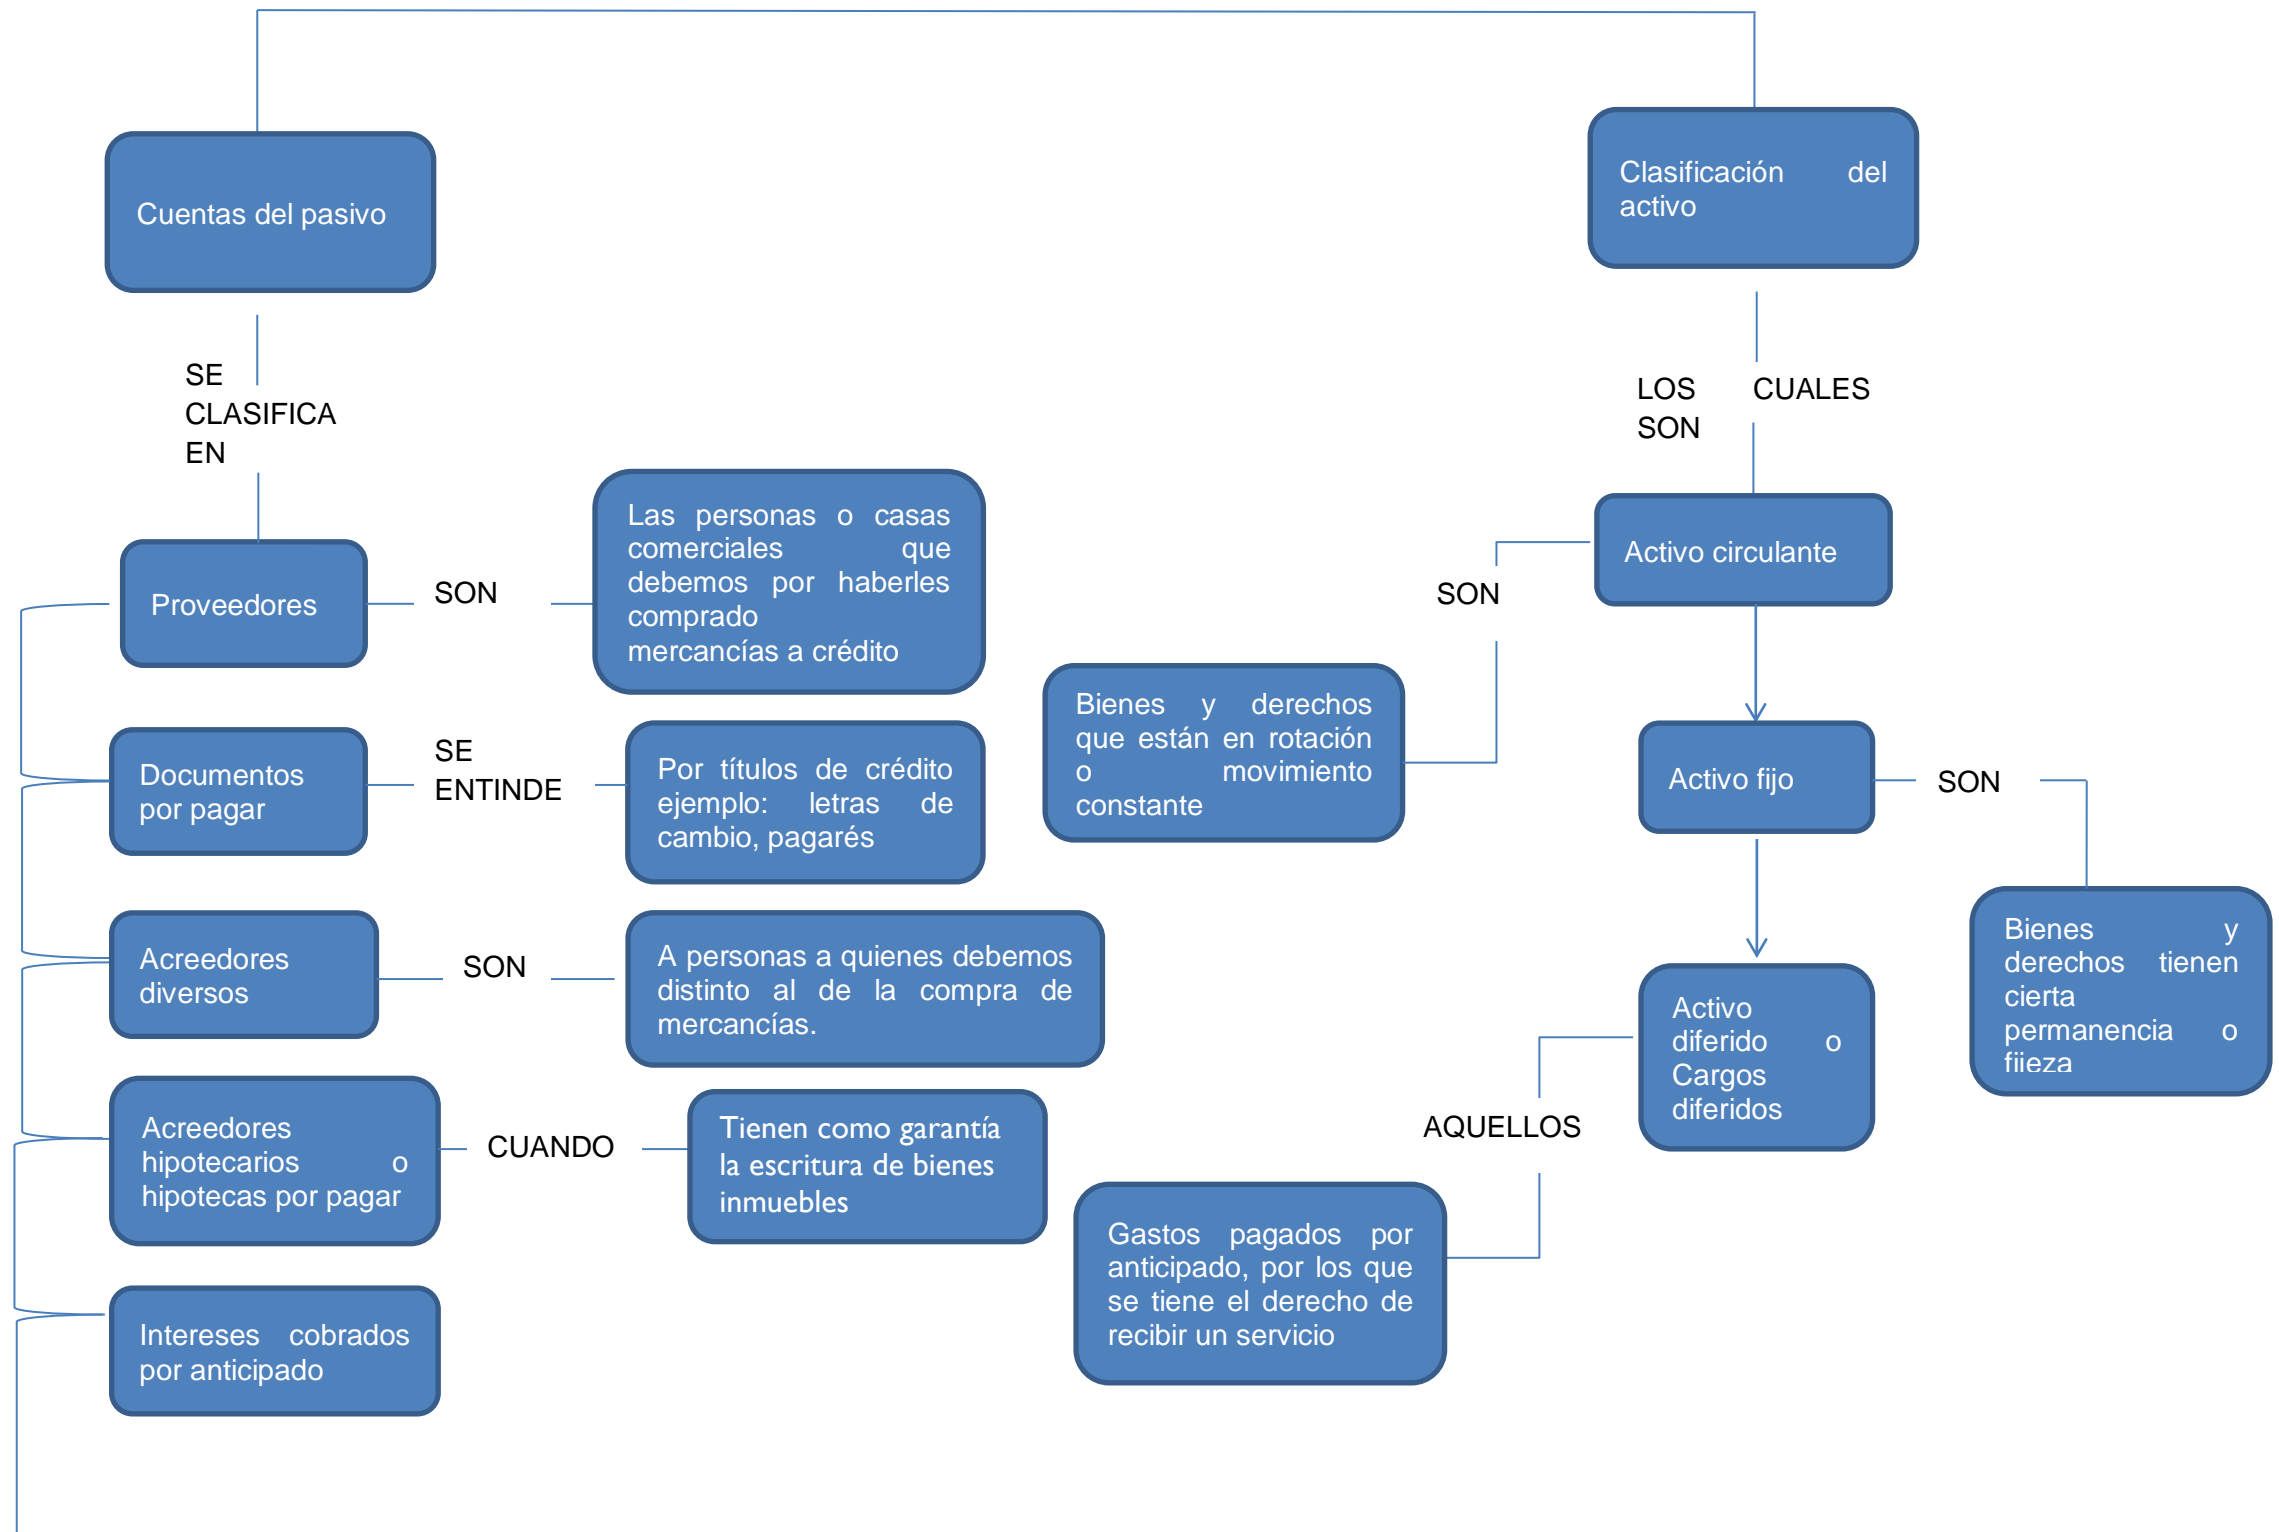 Cuentas del pasivo
SE
CLASIFICA
EN
Proveedores
SON
Las personas o casas
comerciales que
debemos por haberles
comprado
mercancías a crédito
Documentos
por pagar
SE
ENTINDE
Por títulos de crédito
ejemplo: letras de
cambio, pagarés
Acreedores
diversos
SON
A personas a quienes debemos
distinto al de la compra de
mercancías.
Acreedores
hipotecarios o
hipotecas por pagar
CUANDO
Tienen como garantía
la escritura de bienes
inmuebles
Intereses cobrados
por anticipado
Clasificación del
activo
LOS CUALES
SON
Activo circulante
SON
Bienes y derechos
que están en rotación
o movimiento
constante
Activo fijo
SON
Bienes y
derechos tienen
cierta
permanencia o
fijeza
Activo
diferido o
Cargos
diferidos
AQUELLOS
Gastos pagados por
anticipado, por los que
se tiene el derecho de
recibir un servicio